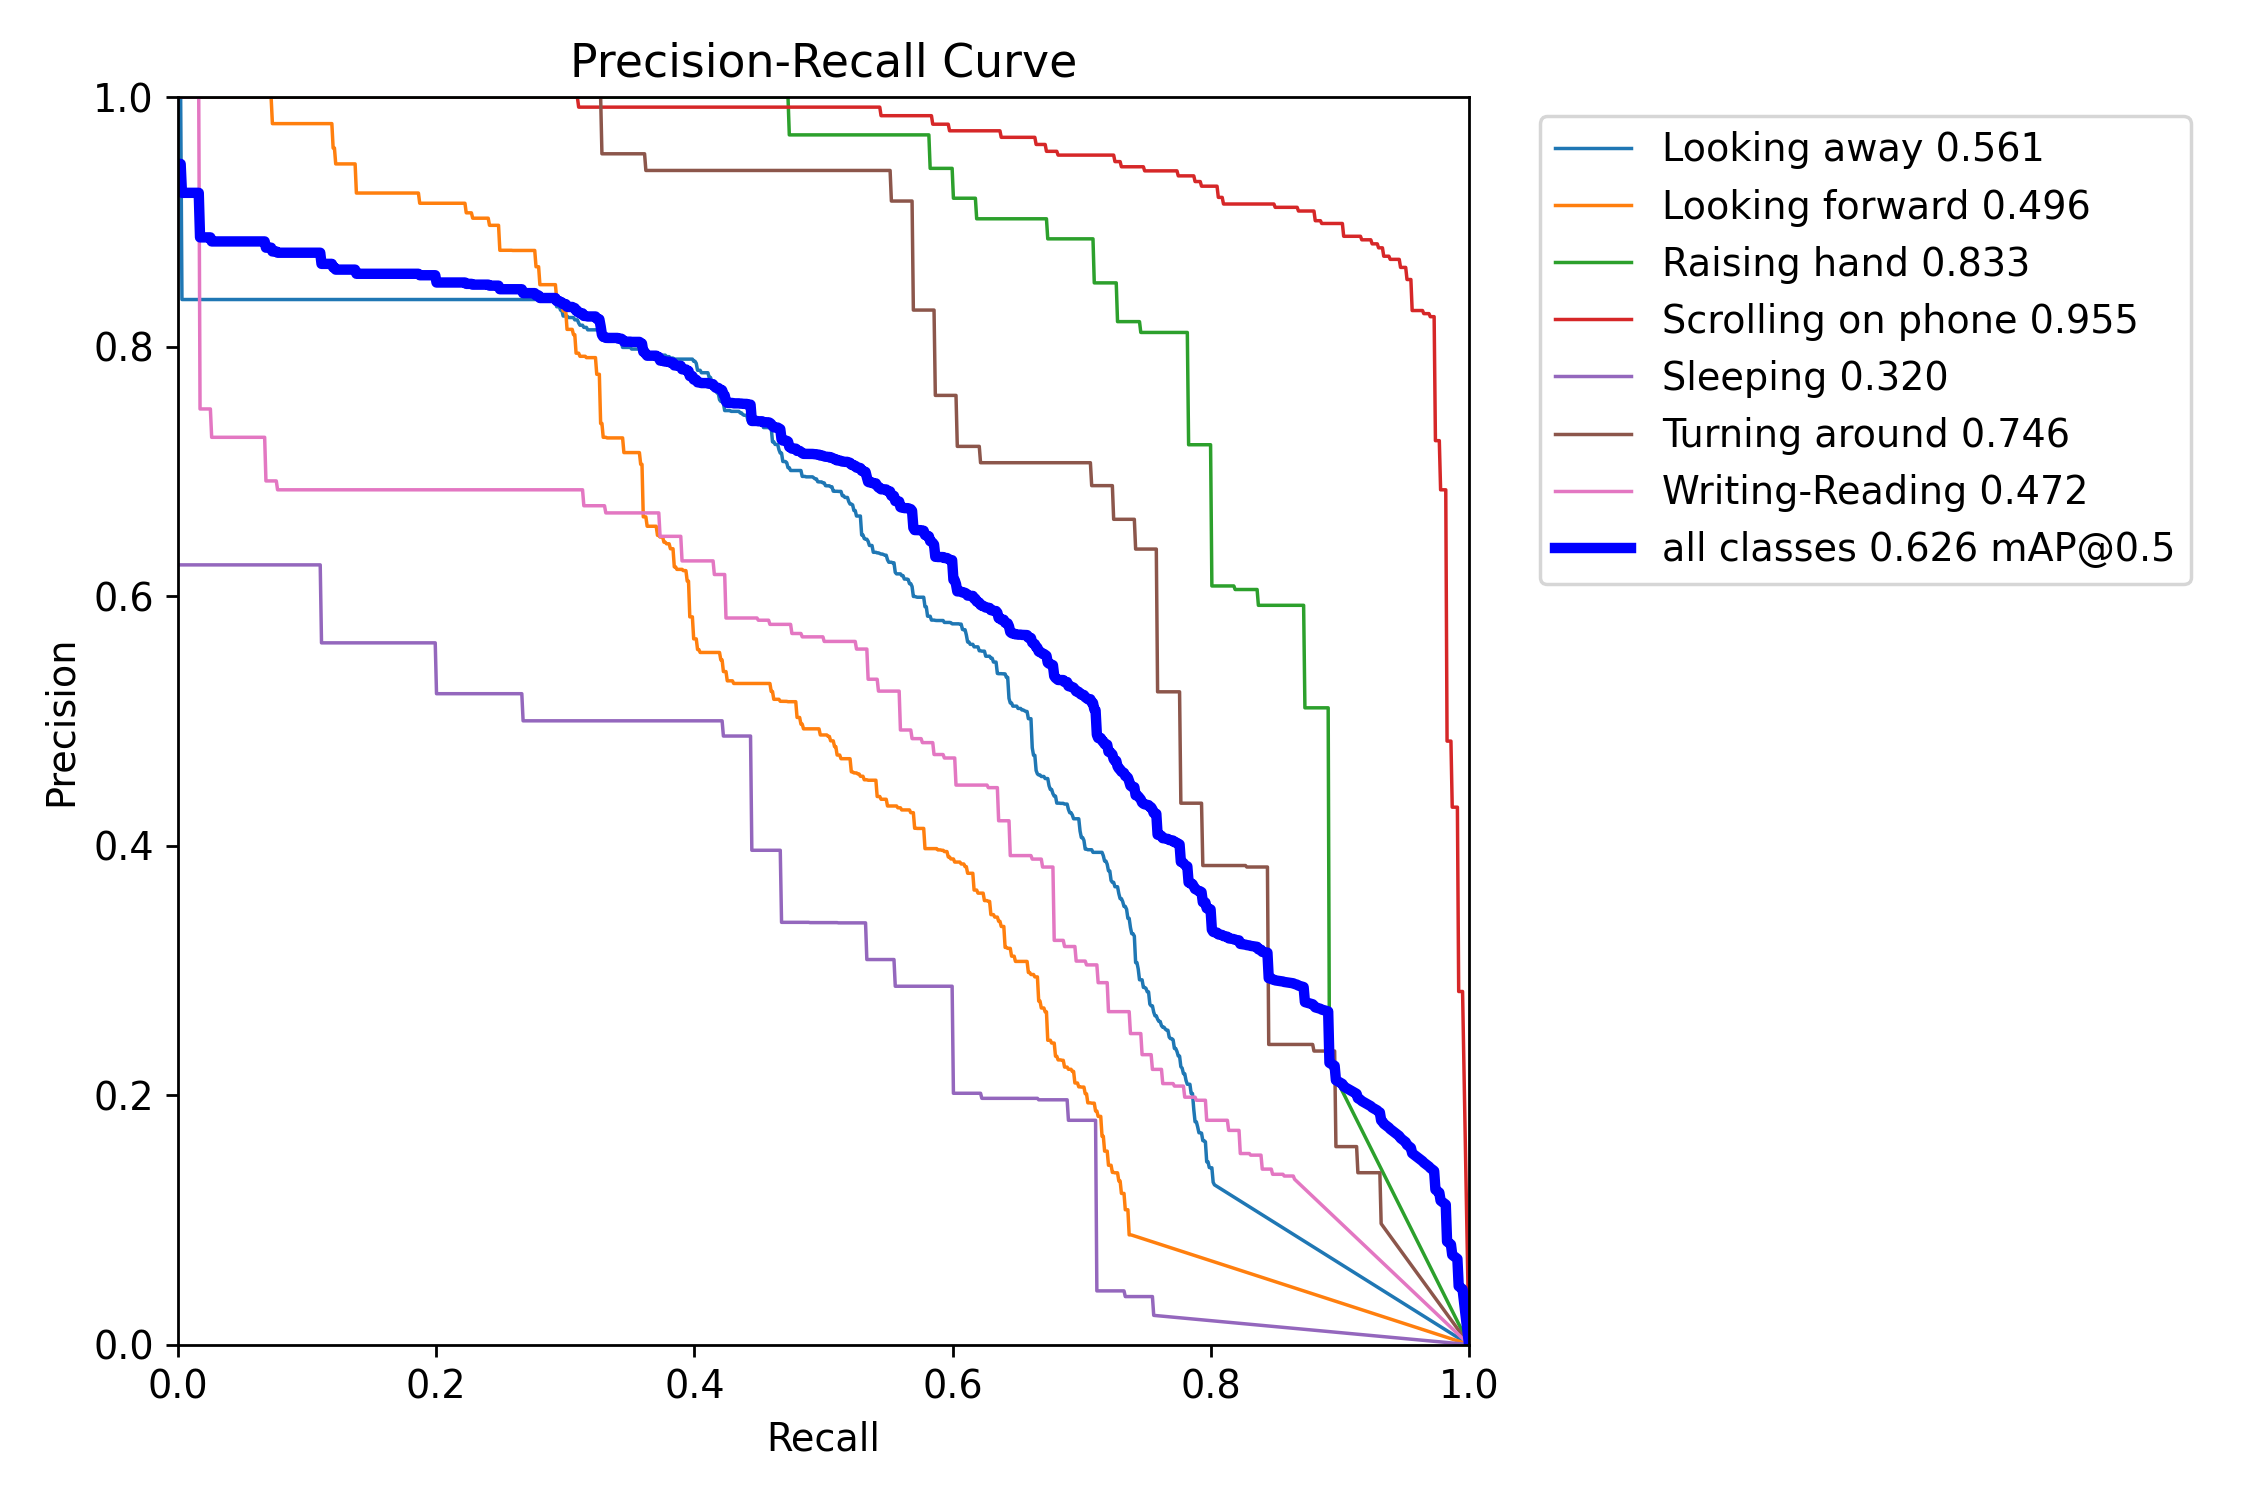 Precision-Recall Curve
1.0
0.8
0.6
0.4
0.2
0.0
Precision
0.0 0.2 0.4 0.6 0.8 1.0
Recall
Looking away 0.561
Looking forward 0.496
Raising hand 0.833
Scrolling on phone 0.955
Sleeping 0.320
Turning around 0.746
Writing-Reading 0.472
all classes 0.626 mAP@0.5